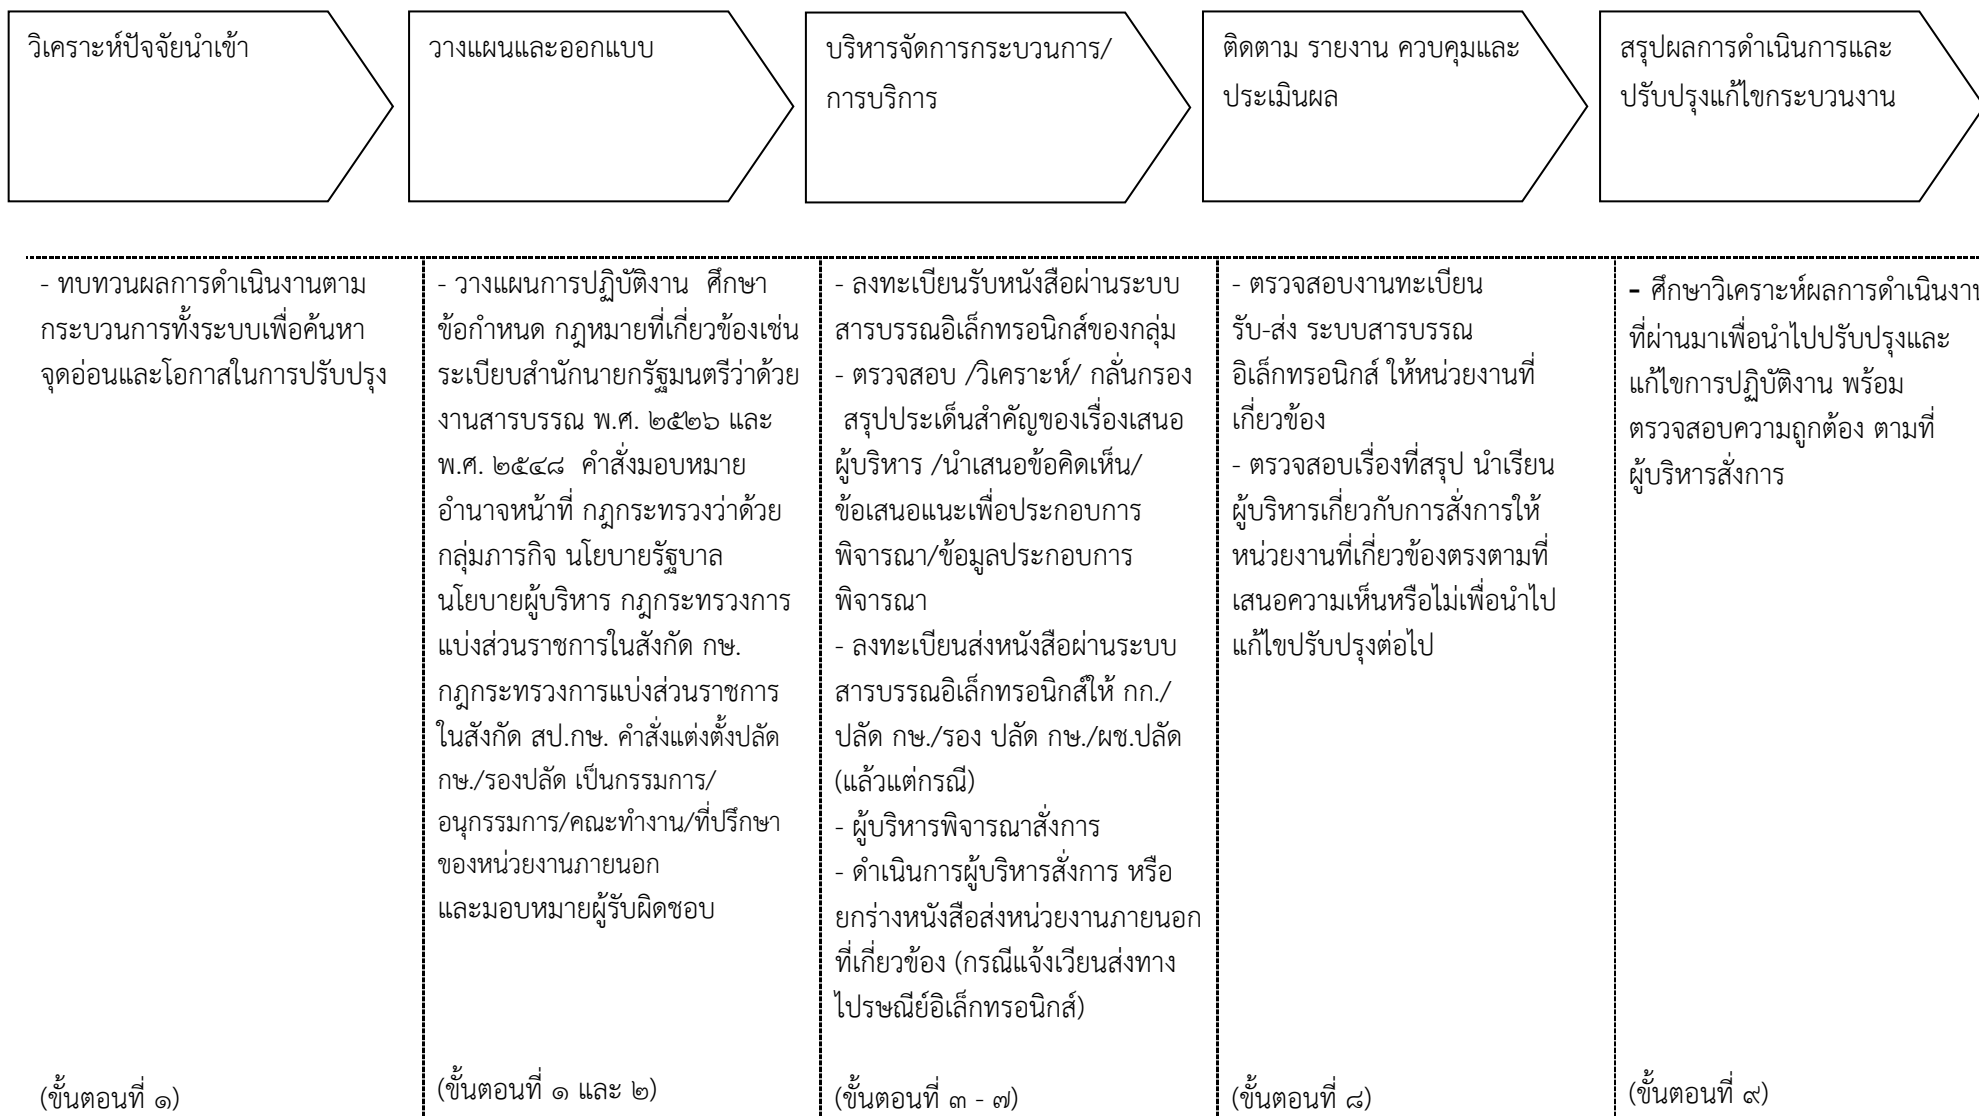 วิเคราะห์ปัจจัยนำเข้า
วางแผนและออกแบบ
บริหารจัดการกระบวนการ/
การบริการ
ติดตาม รายงาน ควบคุมและ
ประเมินผล
สรุปผลการดำเนินการและ
ปรับปรุงแก้ไขกระบวนงาน
- ทบทวนผลการดำเนินงานตาม
กระบวนการทั้งระบบเพื่อค้นหา
จุดอ่อนและโอกาสในการปรับปรุง
(ขั้นตอนที่ ๑)
- วางแผนการปฏิบัติงาน ศึกษา
ข้อกำหนด กฎหมายที่เกี่ยวข้องเช่น
ระเบียบสำนักนายกรัฐมนตรีว่าด้วย
งานสารบรรณ พ.ศ. ๒๕๒๖ และ
พ.ศ. ๒๕๔๘ คำสั่งมอบหมาย
อำนาจหน้าที่ กฎกระทรวงว่าด้วย
กลุ่มภารกิจ นโยบายรัฐบาล
นโยบายผู้บริหาร กฎกระทรวงการ
แบ่งส่วนราชการในสังกัด กษ.
กฎกระทรวงการแบ่งส่วนราชการ
ในสังกัด สป.กษ. คำสั่งแต่งตั้งปลัด
กษ./รองปลัด เป็นกรรมการ/
อนุกรรมการ/คณะทำงาน/ที่ปรึกษา
ของหน่วยงานภายนอก
และมอบหมายผู้รับผิดชอบ
(ขั้นตอนที่ ๑ และ ๒)
- ลงทะเบียนรับหนังสือผ่านระบบ
สารบรรณอิเล็กทรอนิกส์ของกลุ่ม
- ตรวจสอบ /วิเคราะห์/ กลั่นกรอง
สรุปประเด็นสำคัญของเรื่องเสนอ
ผู้บริหาร /นำเสนอข้อคิดเห็น/
ข้อเสนอแนะเพื่อประกอบการ
พิจารณา/ข้อมูลประกอบการ
พิจารณา
- ลงทะเบียนส่งหนังสือผ่านระบบ
สารบรรณอิเล็กทรอนิกส์ให้ กก./
ปลัด กษ./รอง ปลัด กษ./ผช.ปลัด
(แล้วแต่กรณี)
- ผู้บริหารพิจารณาสั่งการ
- ดำเนินการผู้บริหารสั่งการ หรือ
ยกร่างหนังสือส่งหน่วยงานภายนอก
ที่เกี่ยวข้อง (กรณีแจ้งเวียนส่งทาง
ไปรษณีย์อิเล็กทรอนิกส์)
(ขั้นตอนที่ ๓ - ๗)
- ตรวจสอบงานทะเบียน
รับ-ส่ง ระบบสารบรรณ
อิเล็กทรอนิกส์ ให้หน่วยงานที่
เกี่ยวข้อง
- ตรวจสอบเรื่องที่สรุป นำเรียน
ผู้บริหารเกี่ยวกับการสั่งการให้
หน่วยงานที่เกี่ยวข้องตรงตามที่
เสนอความเห็นหรือไม่เพื่อนำไป
แก้ไขปรับปรุงต่อไป
(ขั้นตอนที่ ๘)
- ศึกษาวิเคราะห์ผลการดำเนินงาน
ที่ผ่านมาเพื่อนำไปปรับปรุงและ
แก้ไขการปฏิบัติงาน พร้อม
ตรวจสอบความถูกต้อง ตามที่
ผู้บริหารสั่งการ
(ขั้นตอนที่ ๙)